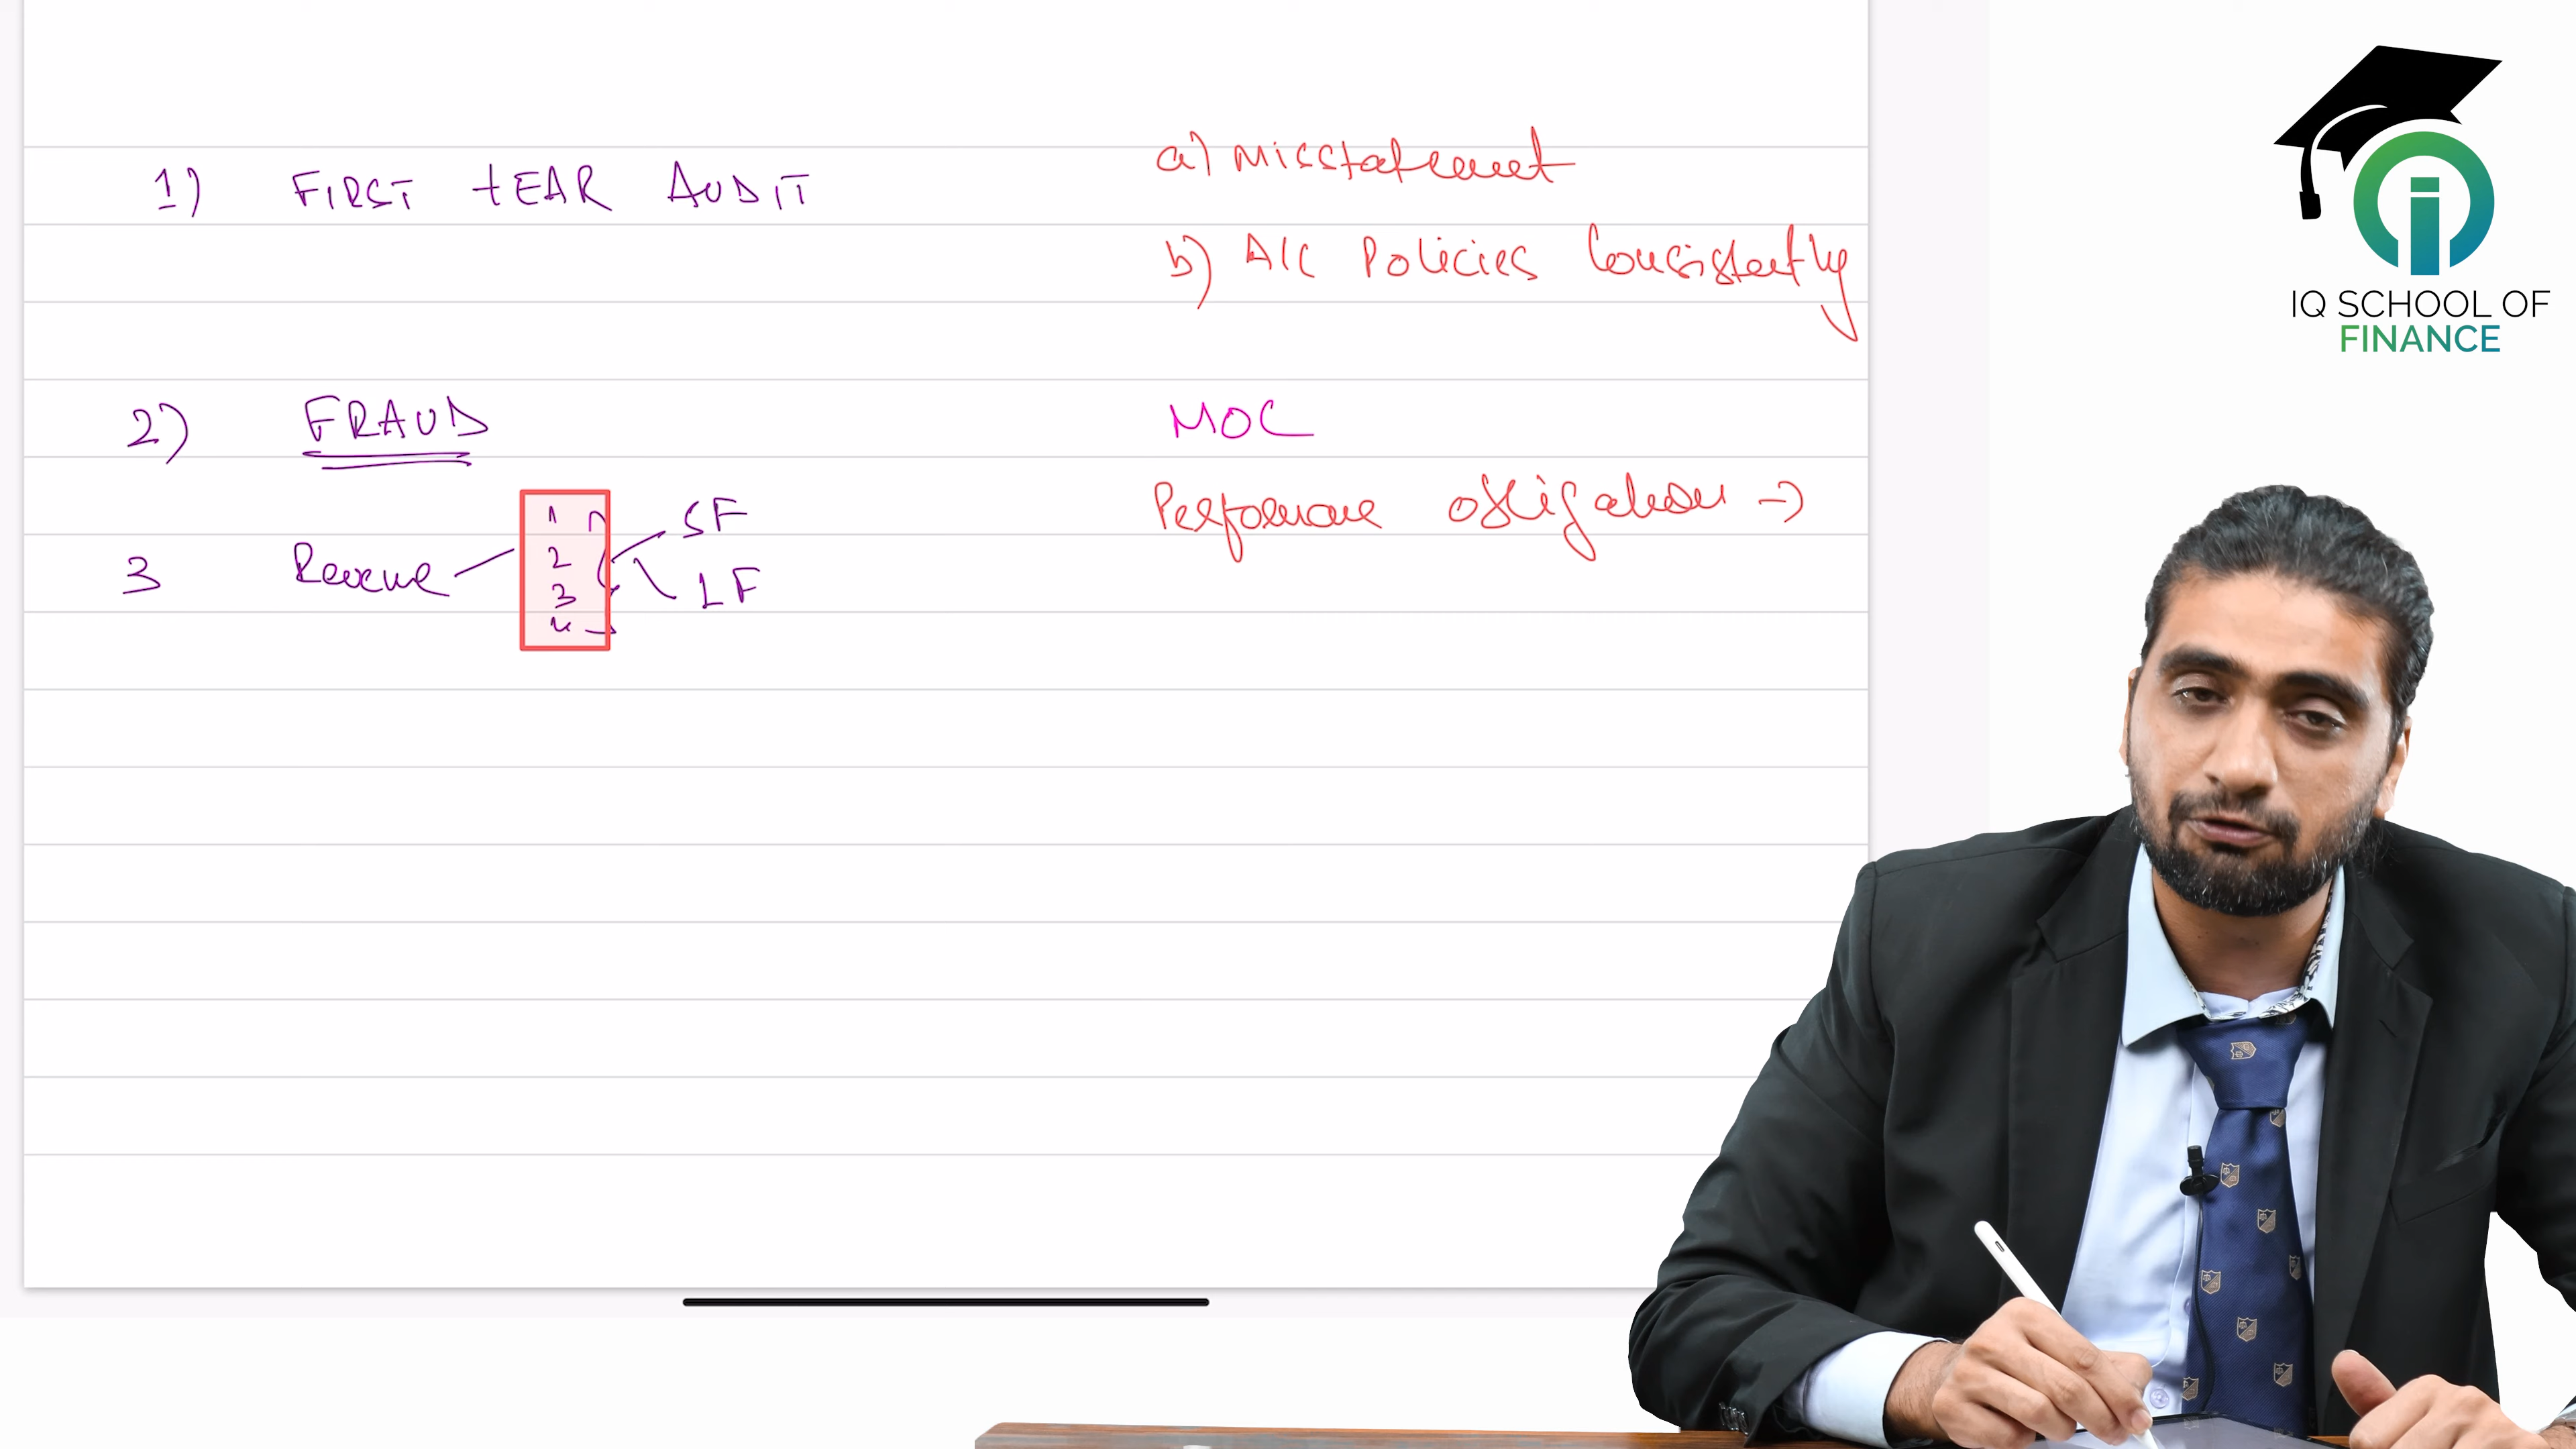 1) FIRST YEAR AUDIT
a) Misstatement
b) A/C Policies Consistently
2) FRAUD
MOC
Performance obligation →
3 Revenue
1
2
3
4
SF
LF
IQ SCHOOL OF
FINANCE